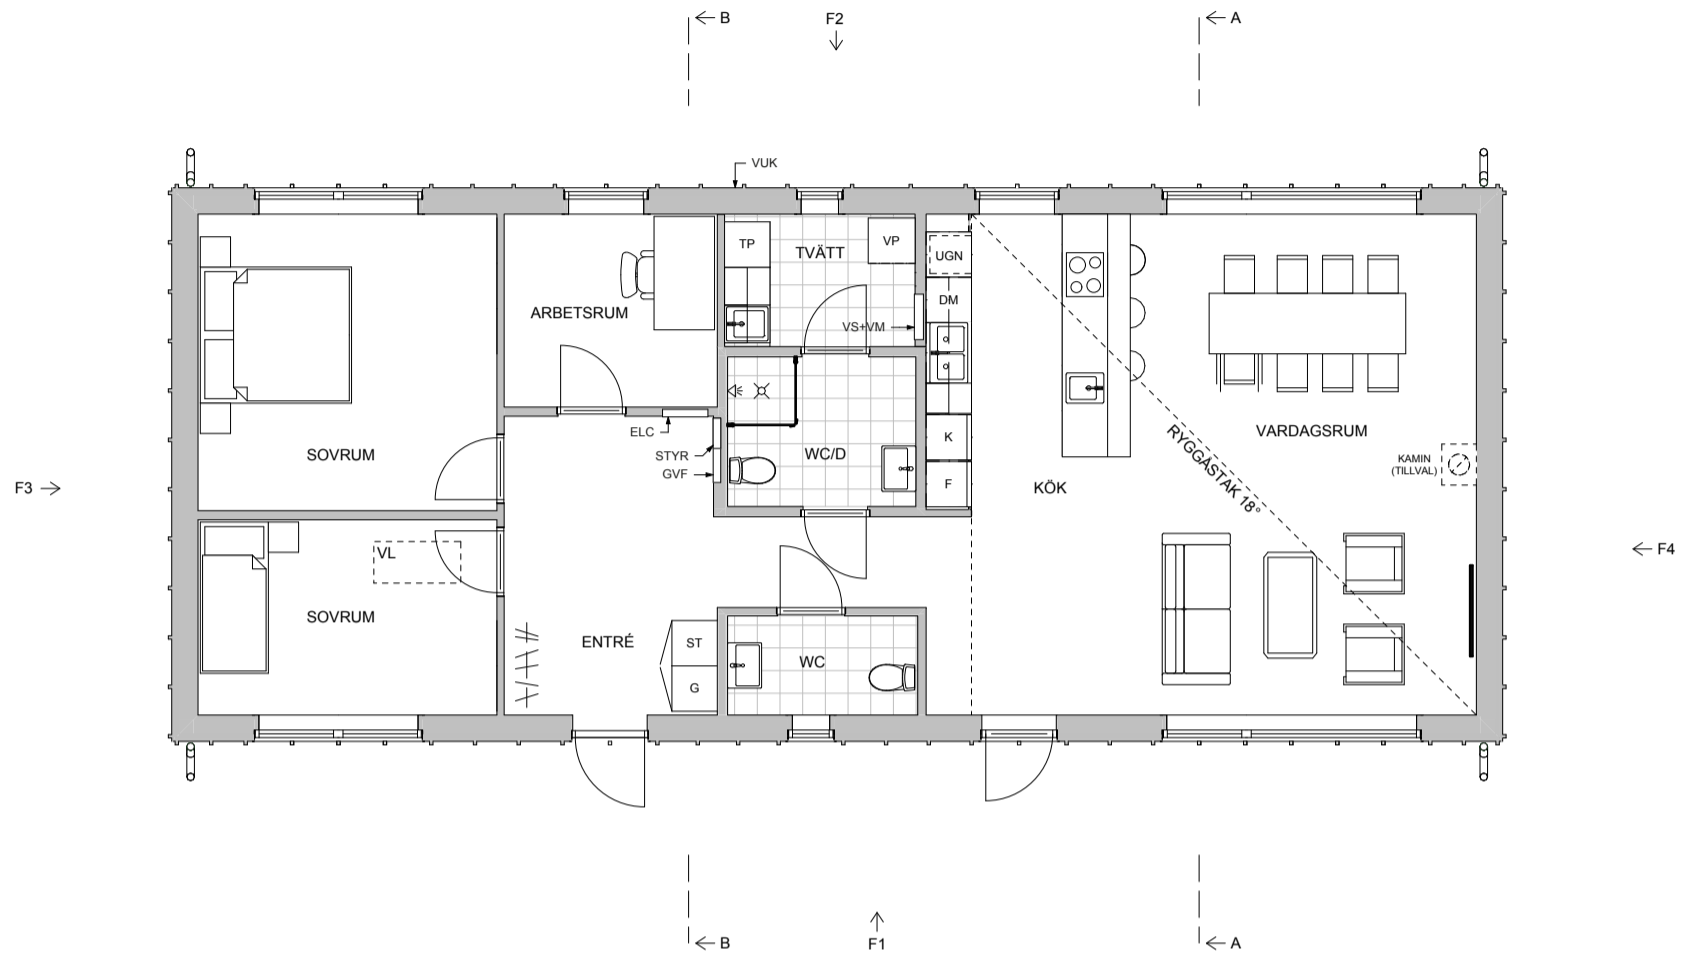 B
F2
A
VUK
TP
TVÄTT
VP
UGN
DM
ARBETSRUM
VS+VM
ELC
STYR
GVF
WC/D
K
F
SOVRUM
KÖK
RYGGÅSTAK 18°
VARDAGSRUM
KAMIN
(TILLVAL)
F3
VL
F4
SOVRUM
ENTRÉ
ST
G
WC
B
F1
A